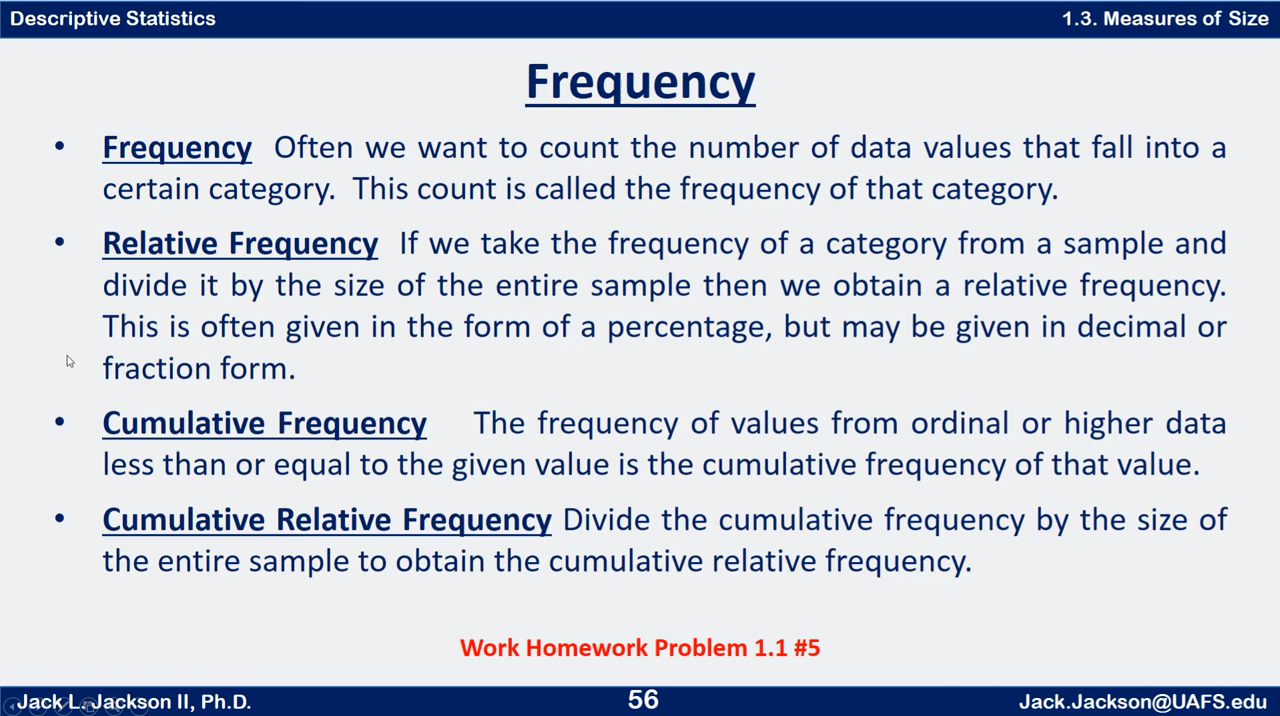 Descriptive Statistics
1.3. Measures of Size
Frequency
• Frequency Often we want to count the number of data values that fall into a
certain category. This count is called the frequency of that category.
• Relative Frequency If we take the frequency of a category from a sample and
divide it by the size of the entire sample then we obtain a relative frequency.
This is often given in the form of a percentage, but may be given in decimal or
fraction form.
• Cumulative Frequency The frequency of values from ordinal or higher data
less than or equal to the given value is the cumulative frequency of that value.
• Cumulative Relative Frequency Divide the cumulative frequency by the size of
the entire sample to obtain the cumulative relative frequency.
Work Homework Problem 1.1 #5
Jack L. Jackson II, Ph.D.
56
Jack.Jackson@UAFS.edu